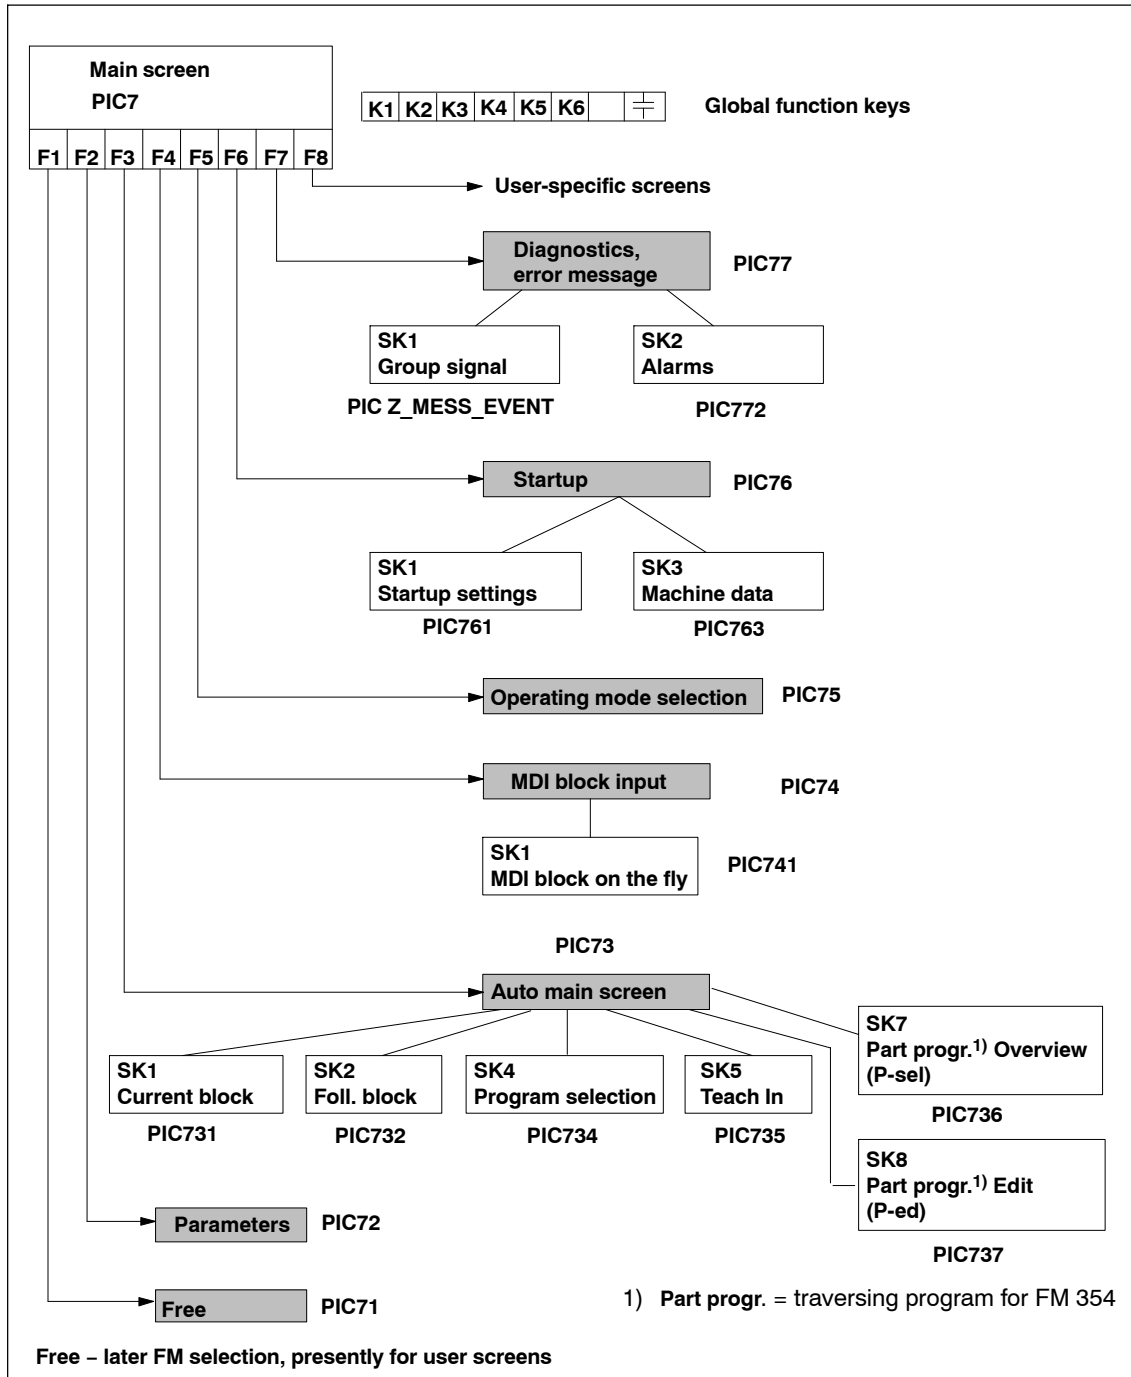 Main screen
PIC7
F1 F2 F3 F4 F5 F6 F7 F8
K1 K2 K3 K4 K5 K6
Global function keys
User-specific screens
Diagnostics,
error message
PIC77
SK1
Group signal
PIC Z_MESS_EVENT
SK2
Alarms
PIC772
Startup
PIC76
SK1
Startup settings
PIC761
SK3
Machine data
PIC763
Operating mode selection
PIC75
MDI block input
PIC74
SK1
MDI block on the fly
PIC741
PIC73
Auto main screen
SK1
Current block
PIC731
SK2
Foll. block
PIC732
SK4
Program selection
PIC734
SK5
Teach In
PIC735
SK7
Part progr.1) Overview
(P-sel)
PIC736
SK8
Part progr.1) Edit
(P-ed)
PIC737
Parameters
PIC72
Free
PIC71
1) Part progr. = traversing program for FM 354
Free – later FM selection, presently for user screens